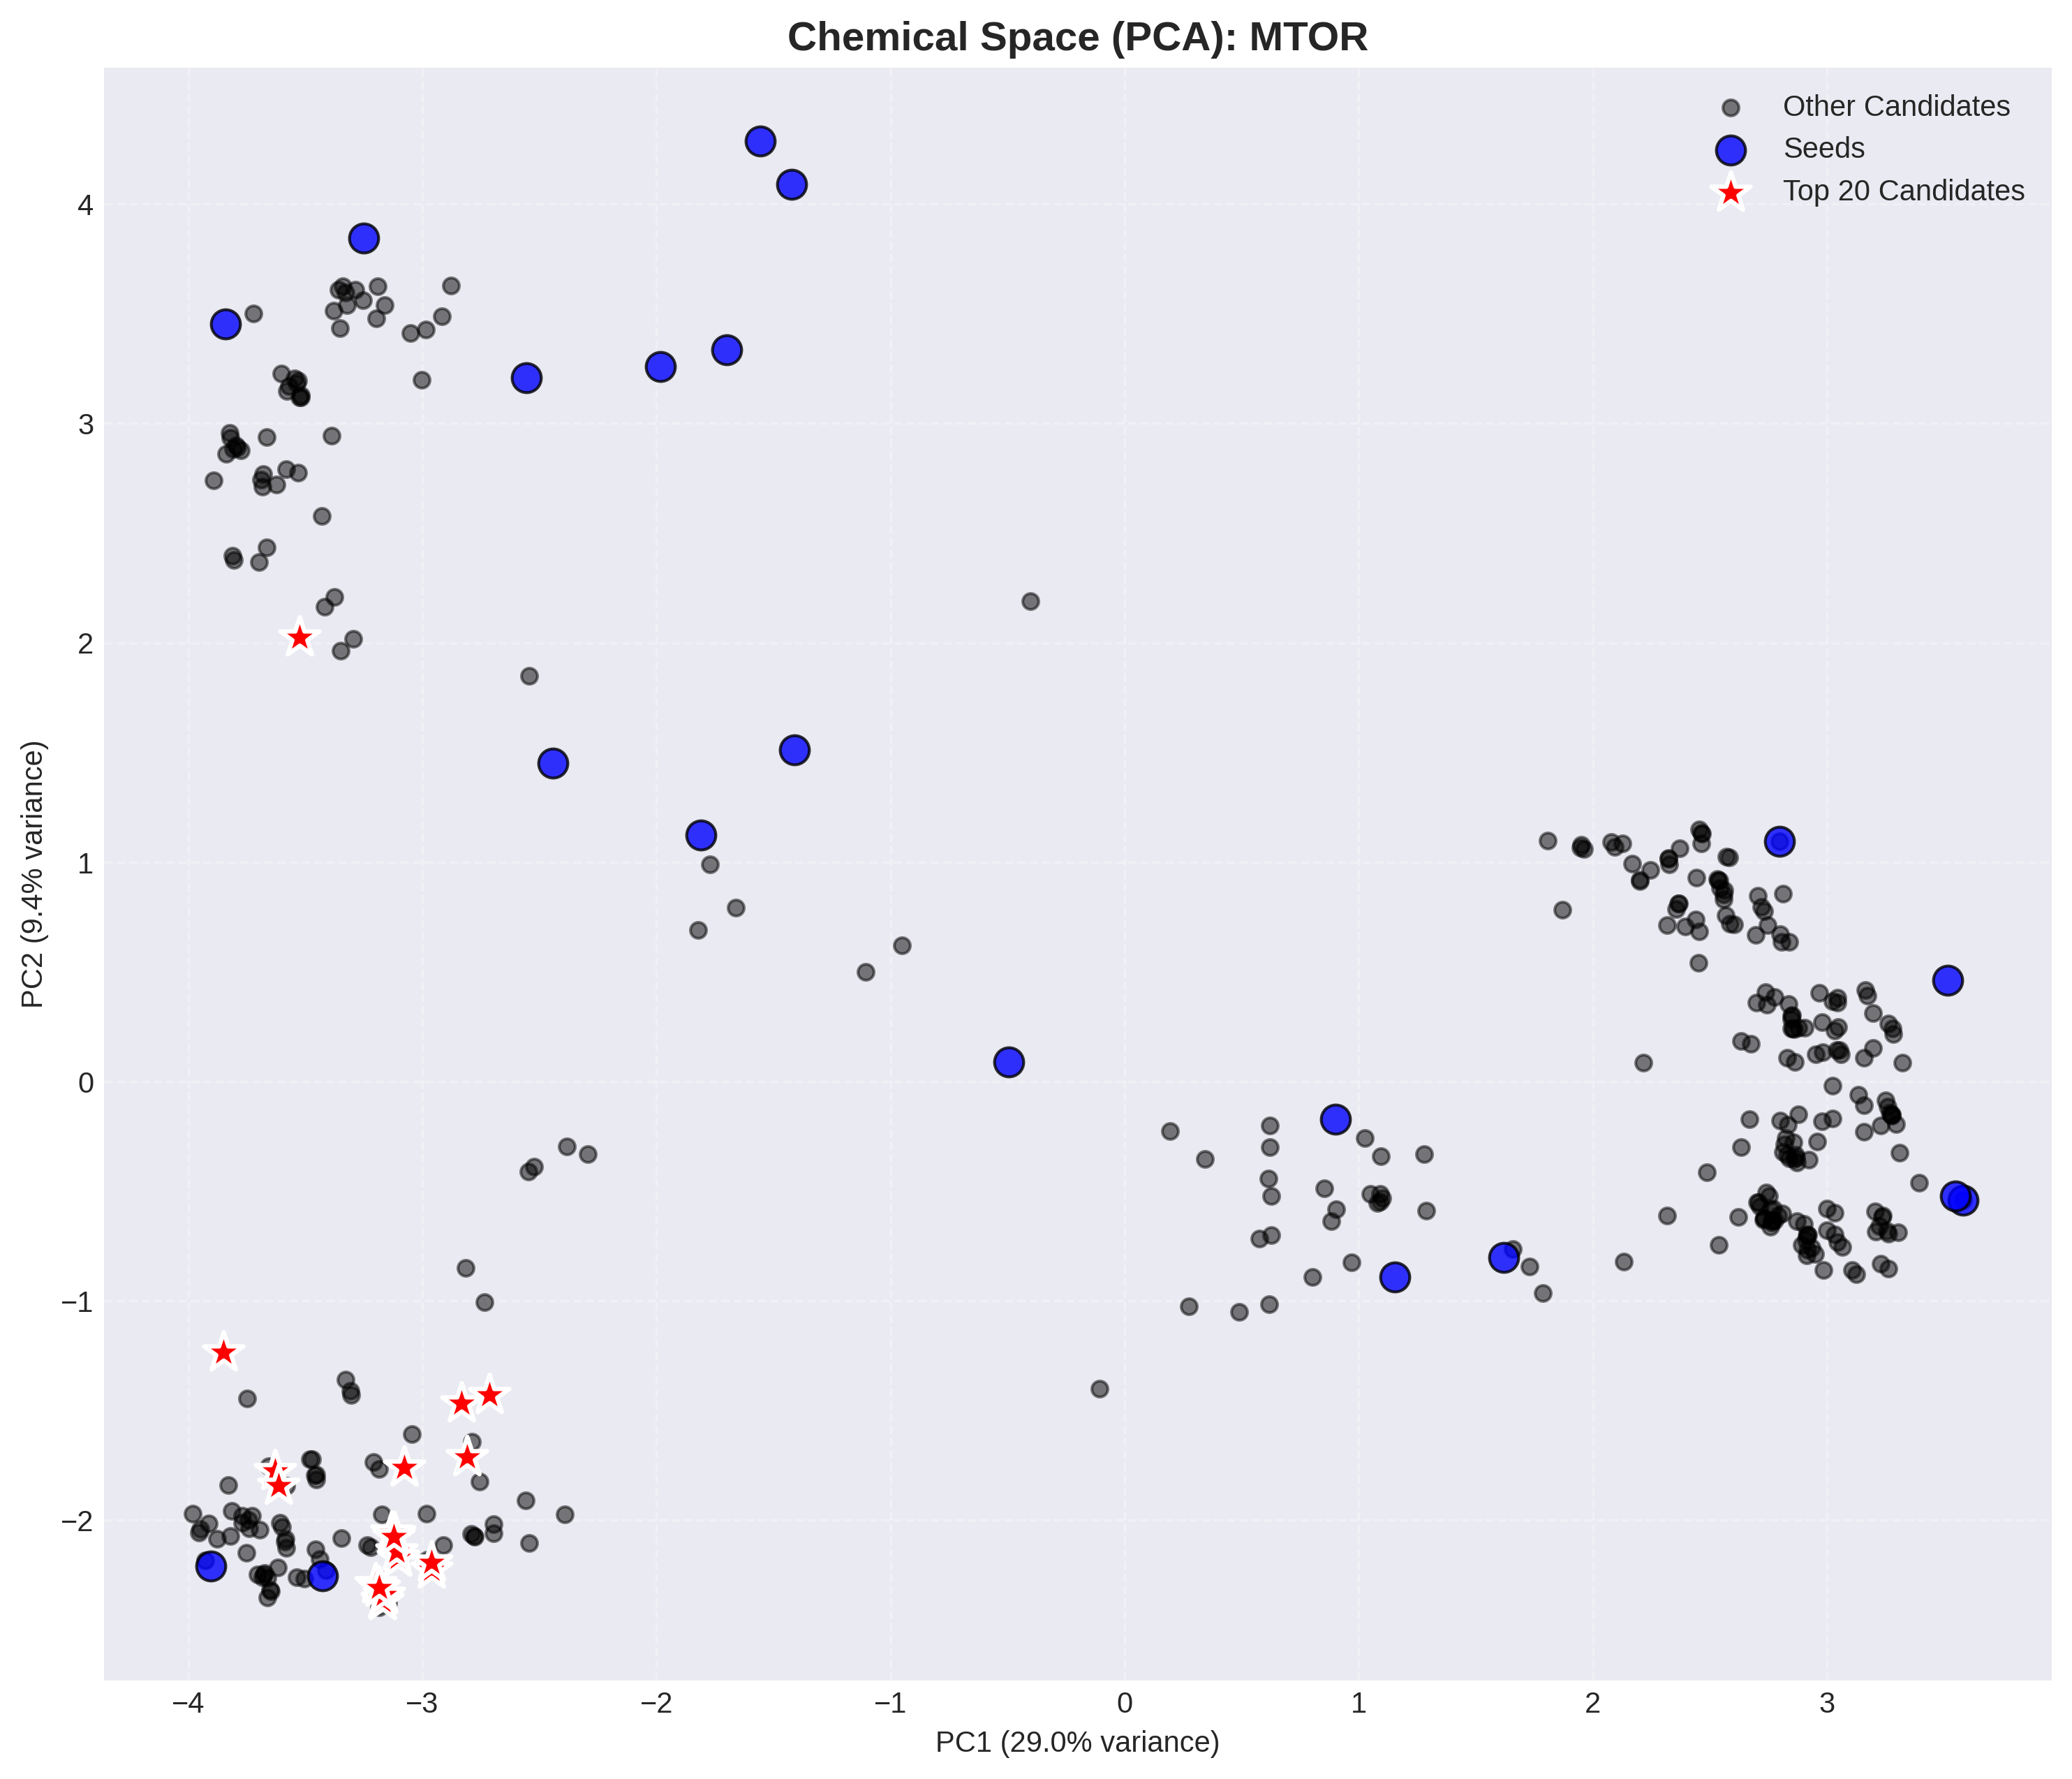 Chemical Space (PCA): MTOR
Other Candidates
Seeds
Top 20 Candidates
PC2 (9.4% variance)
4
3
2
1
0
−1
−2
−4
−3
−2
−1
0
1
2
3
PC1 (29.0% variance)